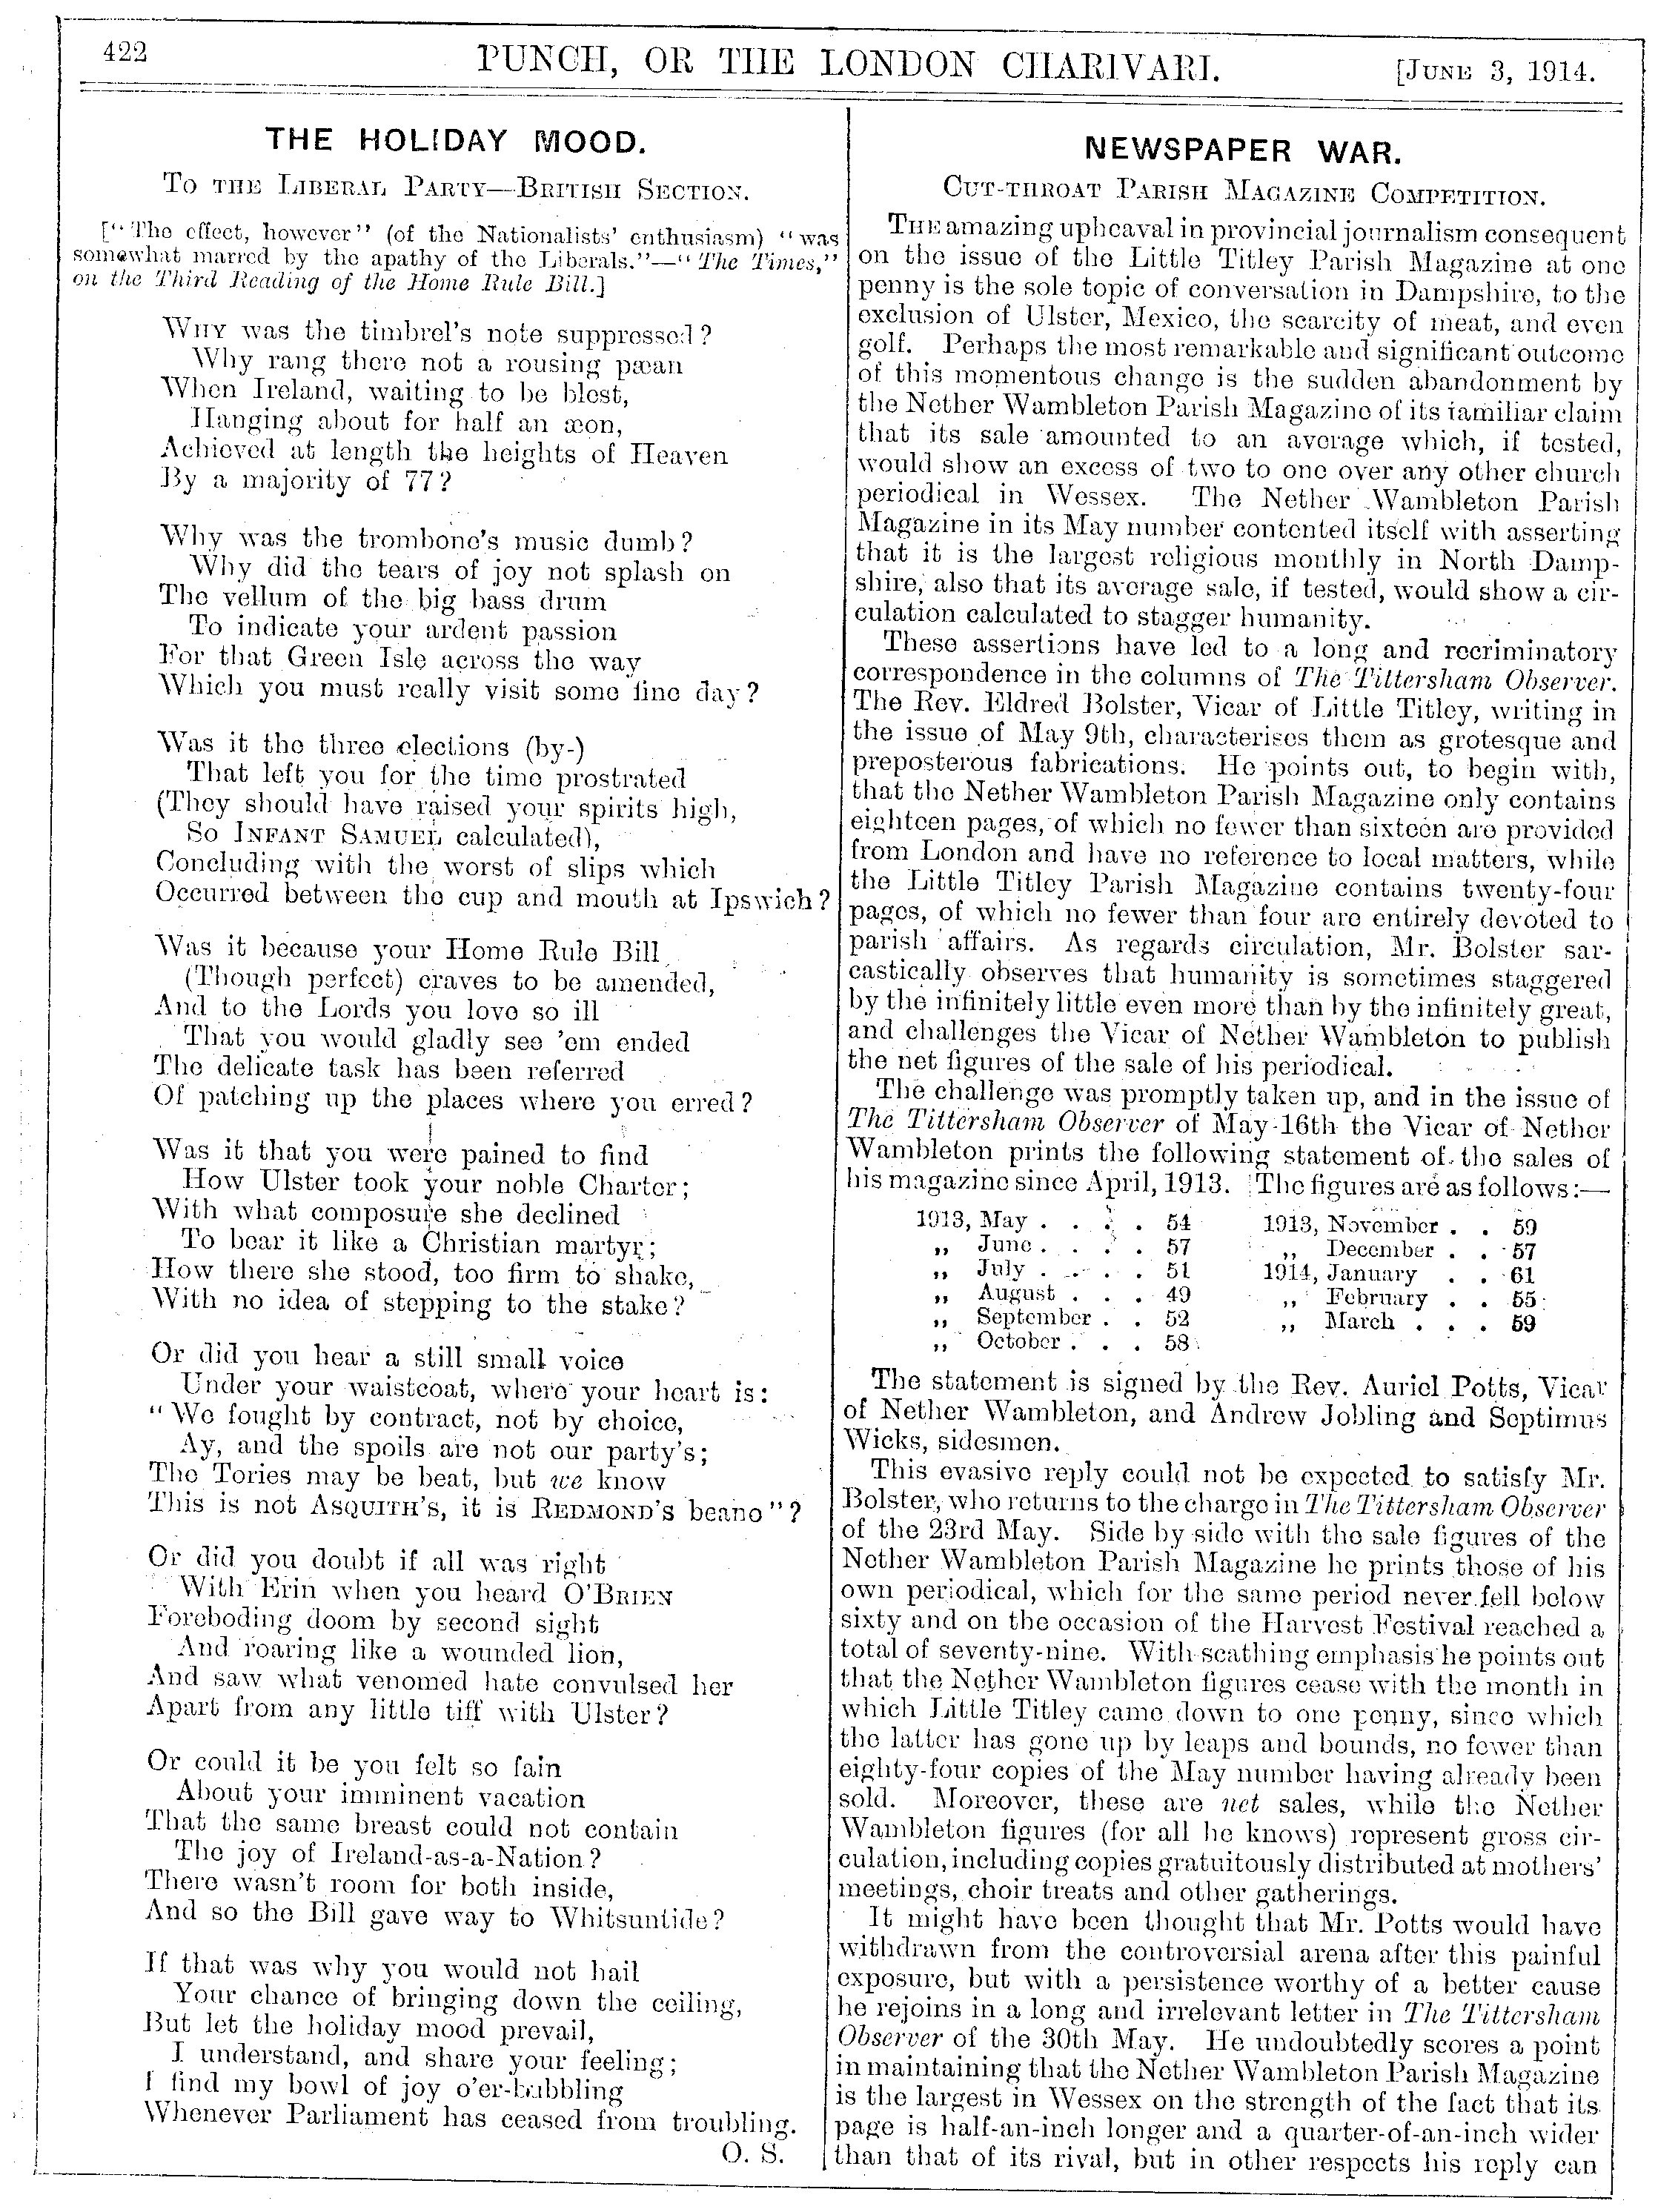 422
PUNCH, OR THE LONDON CHARIVARI.
[JUNE 3, 1914.
THE HOLIDAY MOOD.
TO THE LIBERAL PARTY—BRITISH SECTION.
["The effect, however" (of the Nationalists' enthusiasm) "was
somewhat marred by the apathy of the Liberals."—"The Times,"
on the Third Reading of the Home Rule Bill.]
WHY was the timbrel's note suppressed?
Why rang there not a rousing pæan
When Ireland, waiting to be blest,
Hanging about for half an æon,
Achieved at length the heights of Heaven
By a majority of 77?
Why was the trombone's music dumb?
Why did the tears of joy not splash on
The vellum of the big bass drum
To indicate your ardent passion
For that Green Isle across the way
Which you must really visit some fine day?
Was it the three elections (by-)
That left you for the time prostrated
(They should have raised your spirits high,
So INFANT SAMUEL calculated),
Concluding with the worst of slips which
Occurred between the cup and mouth at Ipswich?
Was it because your Home Rule Bill
(Though perfect) craves to be amended,
And to the Lords you love so ill
That you would gladly see 'em ended
The delicate task has been referred
Of patching up the places where you erred?
Was it that you were pained to find
How Ulster took your noble Charter;
With what composure she declined
To bear it like a Christian martyr;
How there she stood, too firm to shake,
With no idea of stepping to the stake?
Or did you hear a still small voice
Under your waistcoat, where your heart is:
"We fought by contract, not by choice,
Ay, and the spoils are not our party's;
The Tories may be beat, but we know
This is not ASQUITH'S, it is REDMOND'S beano"?
Or did you doubt if all was right
With Erin when you heard O'BRIEN
Foreboding doom by second sight
And roaring like a wounded lion,
And saw what venomed hate convulsed her
Apart from any little tiff with Ulster?
Or could it be you felt so fain
About your imminent vacation
That the same breast could not contain
The joy of Ireland-as-a-Nation?
There wasn't room for both inside,
And so the Bill gave way to Whitsuntide?
If that was why you would not hail
Your chance of bringing down the ceiling,
But let the holiday mood prevail,
I understand, and share your feeling;
I find my bowl of joy o'er-bubbling
Whenever Parliament has ceased from troubling.
O. S.
NEWSPAPER WAR.
CUT-THROAT PARISH MAGAZINE COMPETITION.
THE amazing upheaval in provincial journalism consequent
on the issue of the Little Titley Parish Magazine at one
penny is the sole topic of conversation in Dampshire, to the
exclusion of Ulster, Mexico, the scarcity of meat, and even
golf. Perhaps the most remarkable and significant outcome
of this momentous change is the sudden abandonment by
the Nether Wambleton Parish Magazine of its familiar claim
that its sale amounted to an average which, if tested,
would show an excess of two to one over any other church
periodical in Wessex. The Nether Wambleton Parish
Magazine in its May number contented itself with asserting
that it is the largest religious monthly in North Damp-
shire, also that its average sale, if tested, would show a cir-
culation calculated to stagger humanity.
These assertions have led to a long and recriminatory
correspondence in the columns of The Tittersham Observer.
The Rev. Eldred Bolster, Vicar of Little Titley, writing in
the issue of May 9th, characterises them as grotesque and
preposterous fabrications. He points out, to begin with,
that the Nether Wambleton Parish Magazine only contains
eighteen pages, of which no fewer than sixteen are provided
from London and have no reference to local matters, while
the Little Titley Parish Magazine contains twenty-four
pages, of which no fewer than four are entirely devoted to
parish affairs. As regards circulation, Mr. Bolster sar-
castically observes that humanity is sometimes staggered
by the infinitely little even more than by the infinitely great,
and challenges the Vicar of Nether Wambleton to publish
the net figures of the sale of his periodical.
The challenge was promptly taken up, and in the issue of
The Tittersham Observer of May 16th the Vicar of Nether
Wambleton prints the following statement of the sales of
his magazine since April, 1913. The figures are as follows:—
1913, May . . . . 54
„ June . . . . 57
„ July . . . . 51
„ August . . . 49
„ September . . 52
„ October . . . 58
1913, November . . 59
„ December . . 57
1914, January . . 61
„ February . . 55
„ March . . . 59
The statement is signed by the Rev. Auriel Potts, Vicar
of Nether Wambleton, and Andrew Jobling and Septimus
Wicks, sidesmen.
This evasive reply could not be expected to satisfy Mr.
Bolster, who returns to the charge in The Tittersham Observer
of the 23rd May. Side by side with the sale figures of the
Nether Wambleton Parish Magazine he prints those of his
own periodical, which for the same period never fell below
sixty and on the occasion of the Harvest Festival reached a
total of seventy-nine. With scathing emphasis he points out
that the Nether Wambleton figures cease with the month in
which Little Titley came down to one penny, since which
the latter has gone up by leaps and bounds, no fewer than
eighty-four copies of the May number having already been
sold. Moreover, these are net sales, while the Nether
Wambleton figures (for all he knows) represent gross cir-
culation, including copies gratuitously distributed at mothers'
meetings, choir treats and other gatherings.
It might have been thought that Mr. Potts would have
withdrawn from the controversial arena after this painful
exposure, but with a persistence worthy of a better cause
he rejoins in a long and irrelevant letter in The Tittersham
Observer of the 30th May. He undoubtedly scores a point
in maintaining that the Nether Wambleton Parish Magazine
is the largest in Wessex on the strength of the fact that its
page is half-an-inch longer and a quarter-of-an-inch wider
than that of its rival, but in other respects his reply can